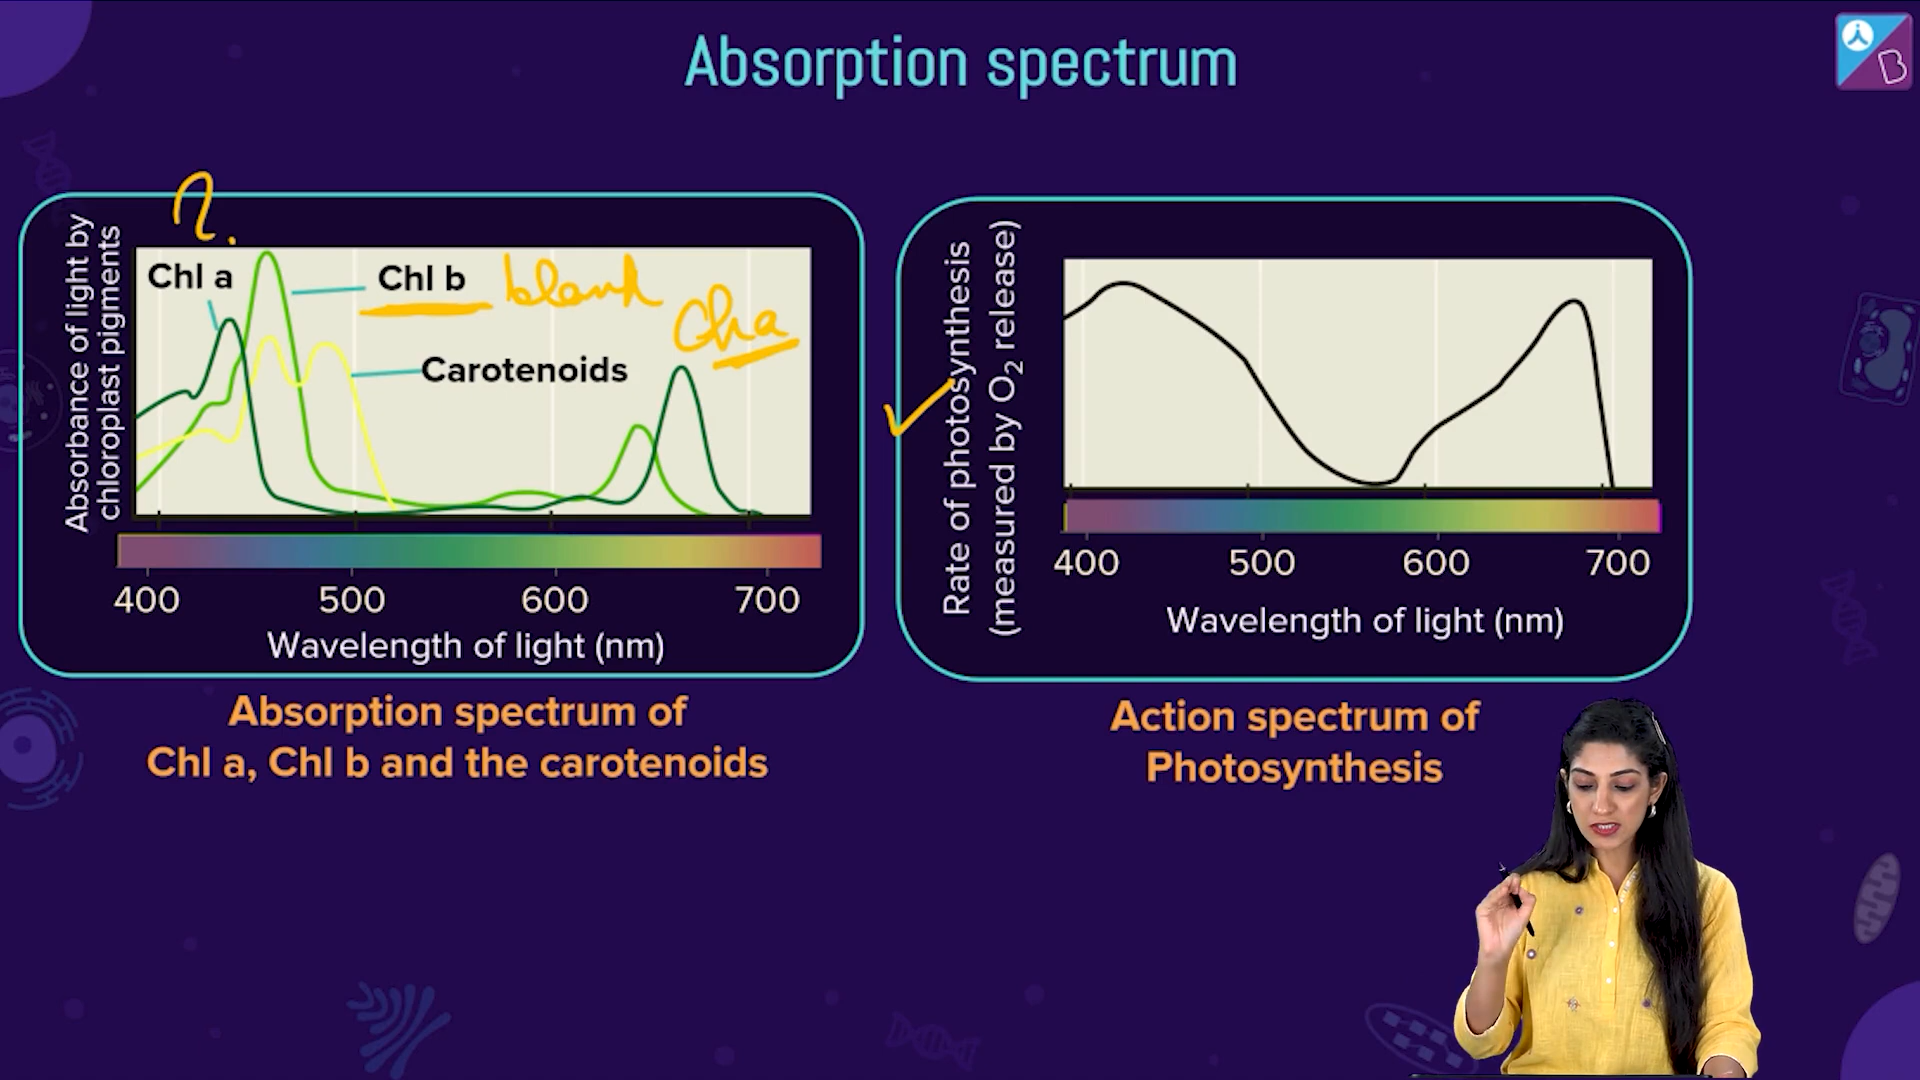 Absorption spectrum
B
?
Absorbance of light by
chloroplast pigments
Chl a
Chl b
Cha
Carotenoids
400 500 600 700
Wavelength of light (nm)
Absorption spectrum of
Chl a, Chl b and the carotenoids
Rate of photosynthesis
(measured by O₂ release)
400 500 600 700
Wavelength of light (nm)
Action spectrum of
Photosynthesis